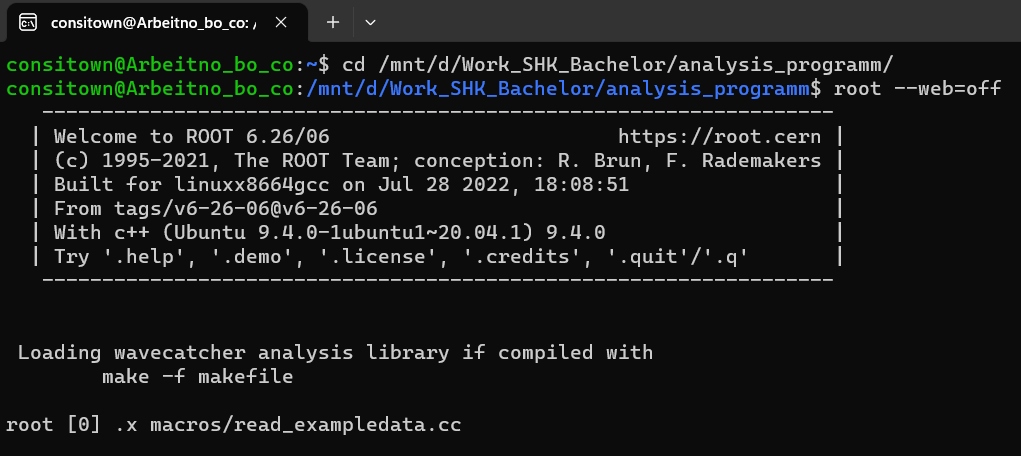 consitown@Arbeitno_bo_co: /
consitown@Arbeitno_bo_co:~$ cd /mnt/d/Work_SHK_Bachelor/analysis_programm/
consitown@Arbeitno_bo_co:/mnt/d/Work_SHK_Bachelor/analysis_programm$ root --web=off
------------------------------------------------------------------
| Welcome to ROOT 6.26/06                        https://root.cern |
| (c) 1995-2021, The ROOT Team; conception: R. Brun, F. Rademakers |
| Built for linuxx8664gcc on Jul 28 2022, 18:08:51                 |
| From tags/v6-26-06@v6-26-06                                      |
| With c++ (Ubuntu 9.4.0-1ubuntu1~20.04.1) 9.4.0                   |
| Try '.help', '.demo', '.license', '.credits', '.quit'/'.q'       |
------------------------------------------------------------------
Loading wavecatcher analysis library if compiled with
make -f makefile
root [0] .x macros/read_exampledata.cc